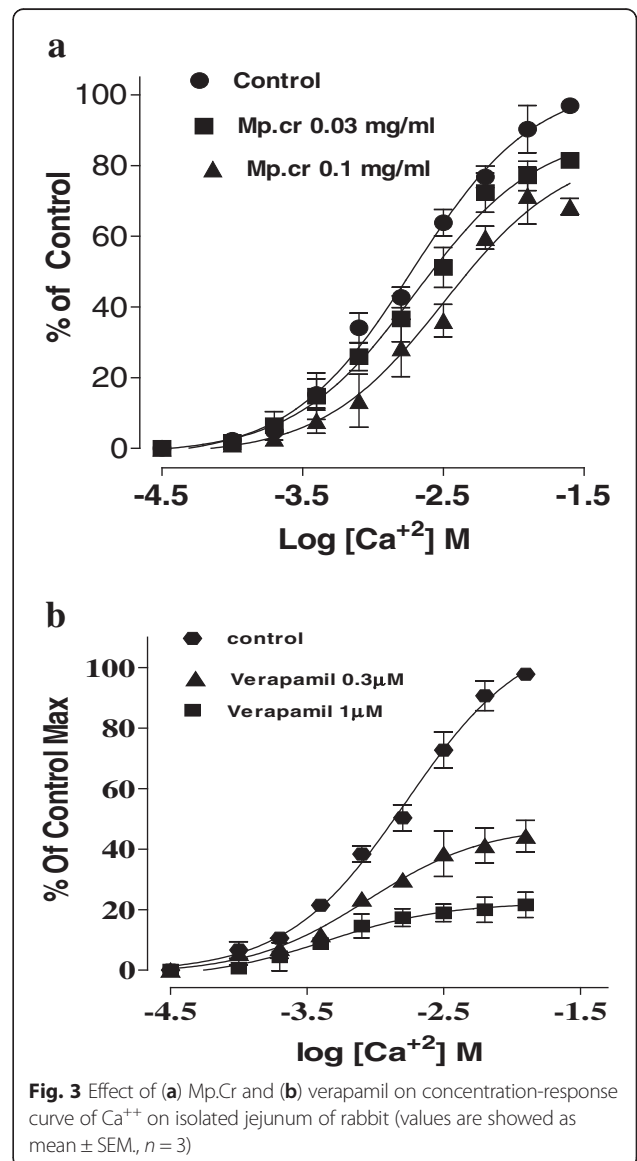 a
Control
Mp.cr 0.03 mg/ml
Mp.cr 0.1 mg/ml
% of Control
100
80
60
40
20
0
-4.5 -3.5 -2.5 -1.5
Log [Ca⁺²] M
b
control
Verapamil 0.3µM
Verapamil 1µM
% Of Control Max
100
80
60
40
20
0
-4.5 -3.5 -2.5 -1.5
log [Ca⁺²] M
Fig. 3 Effect of (a) Mp.Cr and (b) verapamil on concentration-response
curve of Ca⁺⁺ on isolated jejunum of rabbit (values are showed as
mean ± SEM., n = 3)